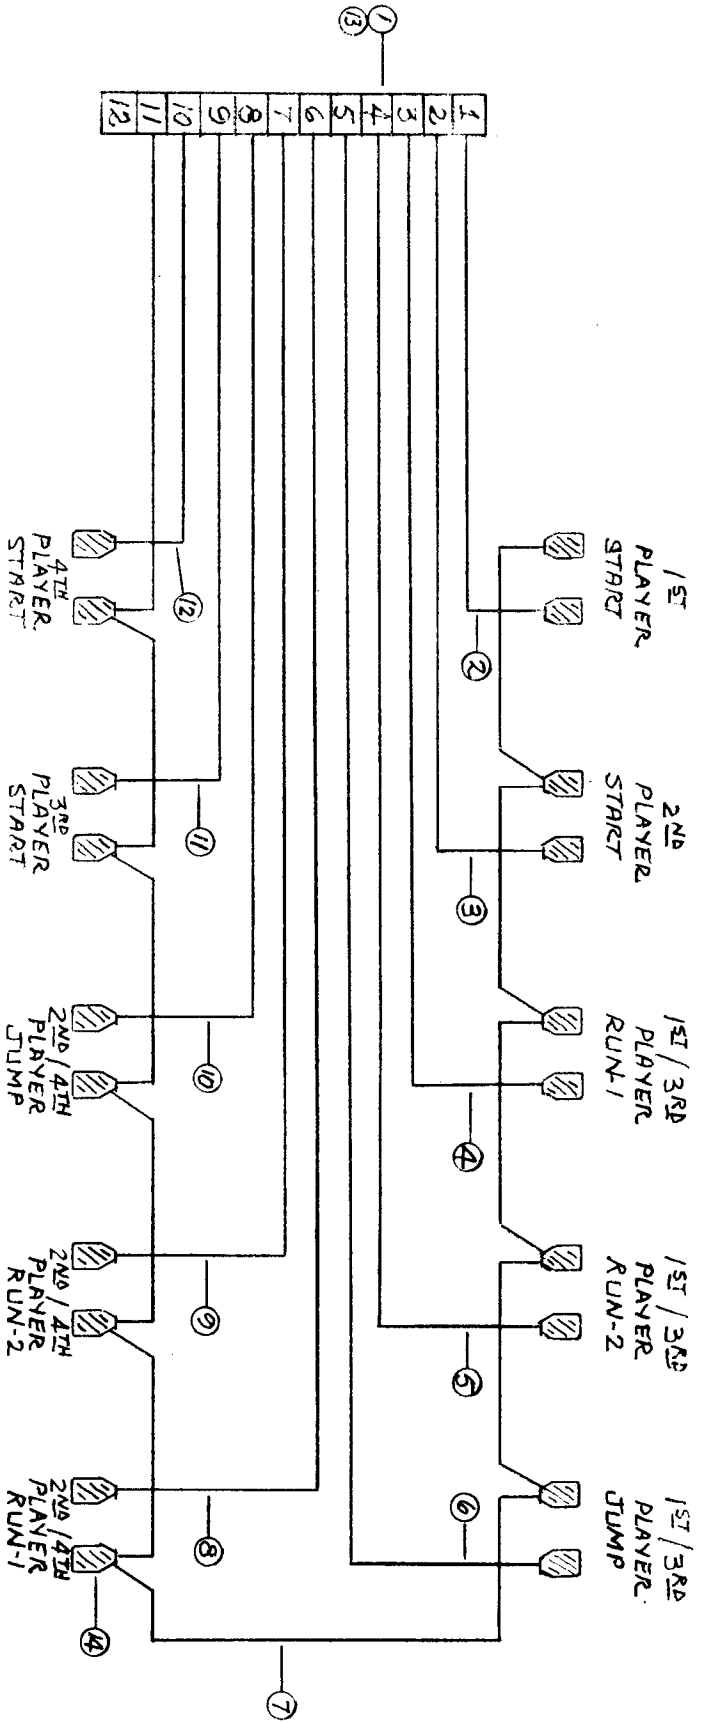 1
13
1
2
3
4
5
6
7
8
9
10
11
12
1ST
PLAYER
START
2ND
PLAYER
START
1ST/3RD
PLAYER
RUN-1
1ST/3RD
PLAYER
RUN-2
1ST/3RD
PLAYER
JUMP
2
3
4
5
6
7
12
11
10
9
8
14
4TH
PLAYER
START
3RD
PLAYER
START
2ND/4TH
PLAYER
JUMP
2ND/4TH
PLAYER
RUN-2
2ND/4TH
PLAYER
RUN-1